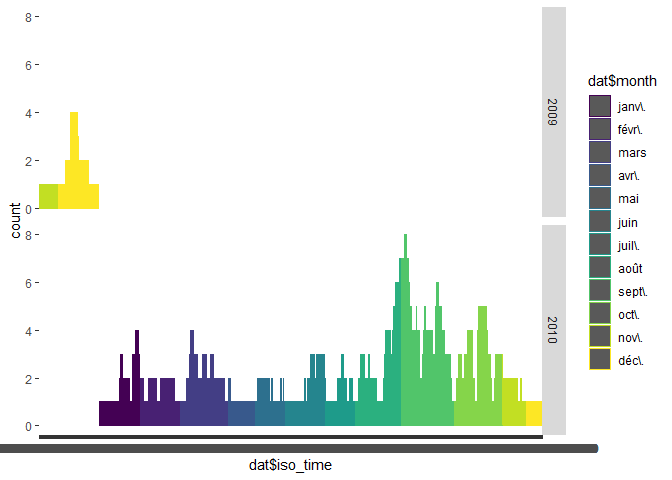 8
6
4
2
0
2009
8
6
4
2
0
2010
count
dat$iso_time
dat$month
janv\.
févr\.
mars
avr\.
mai
juin
juil\.
août
sept\.
oct\.
nov\.
déc\.